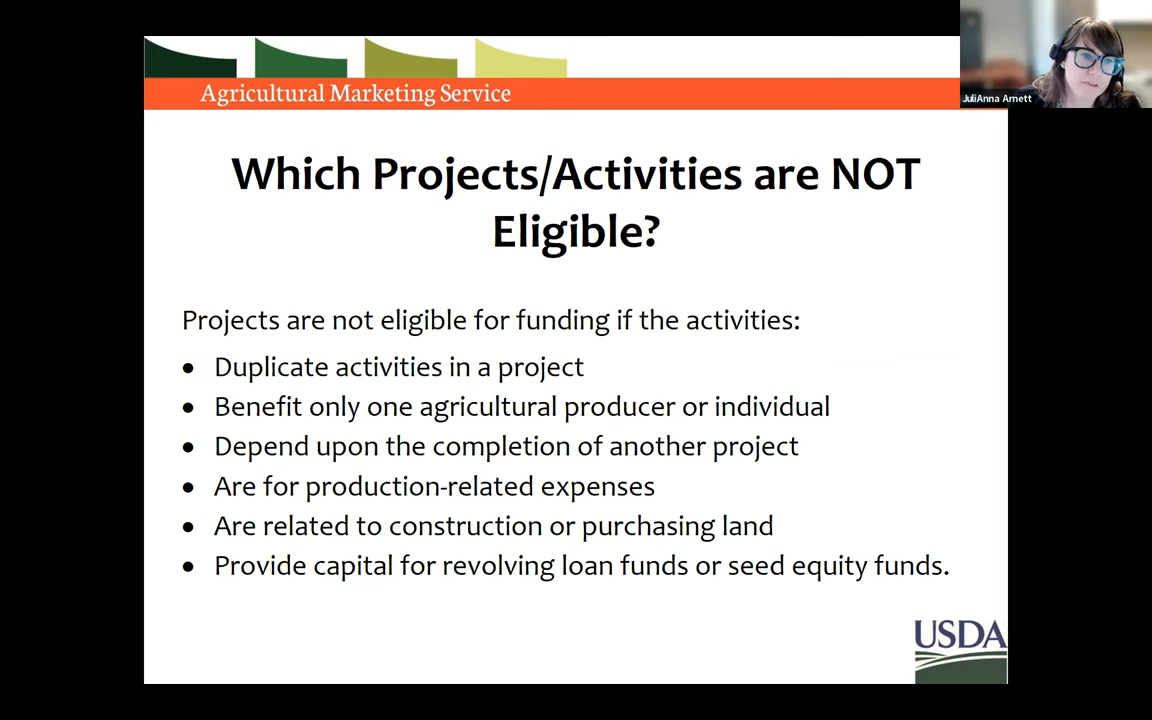 Agricultural Marketing Service
JuliAnna Arnett
Which Projects/Activities are NOT
Eligible?
Projects are not eligible for funding if the activities:
• Duplicate activities in a project
• Benefit only one agricultural producer or individual
• Depend upon the completion of another project
• Are for production-related expenses
• Are related to construction or purchasing land
• Provide capital for revolving loan funds or seed equity funds.
USDA